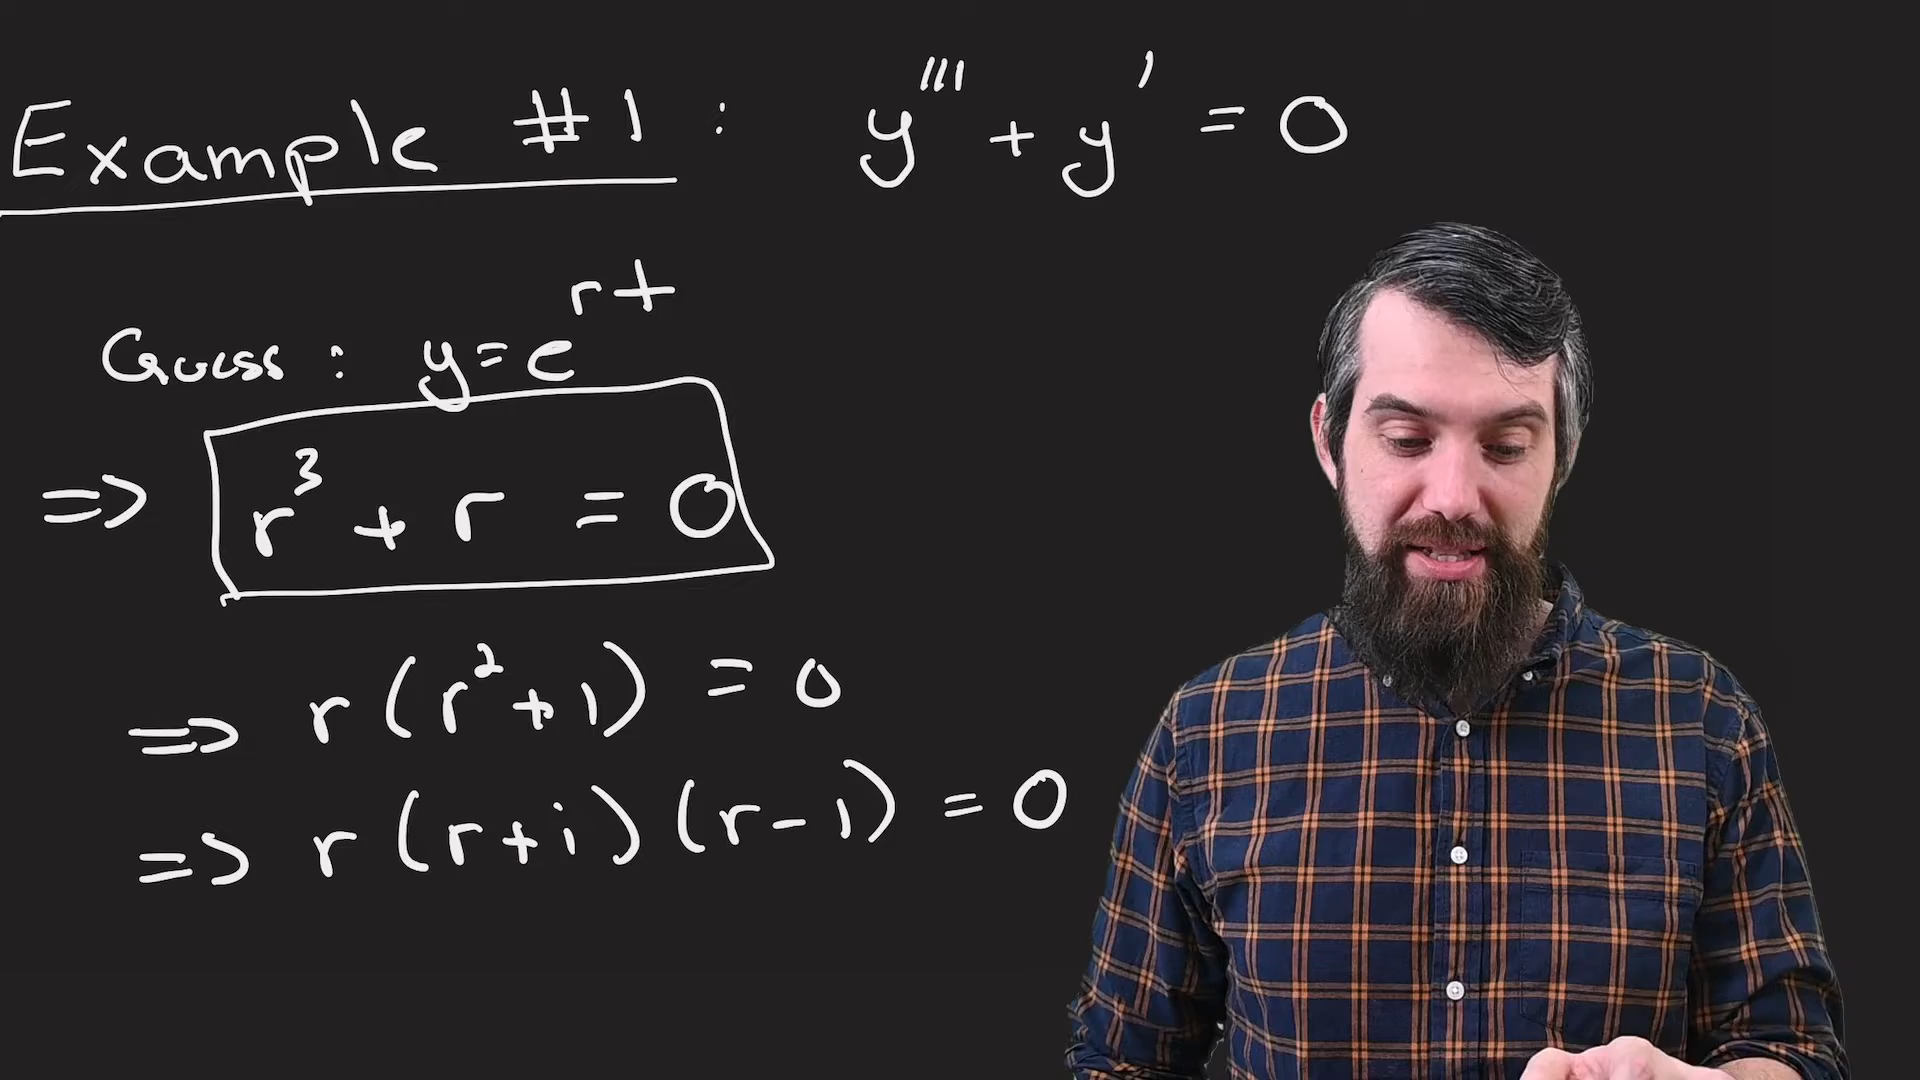 Example #1 : y''' + y' = 0
Guess : y = e^{rt}
=> r^3 + r = 0
=> r (r^2 + 1) = 0
=> r (r + i) (r - 1) = 0